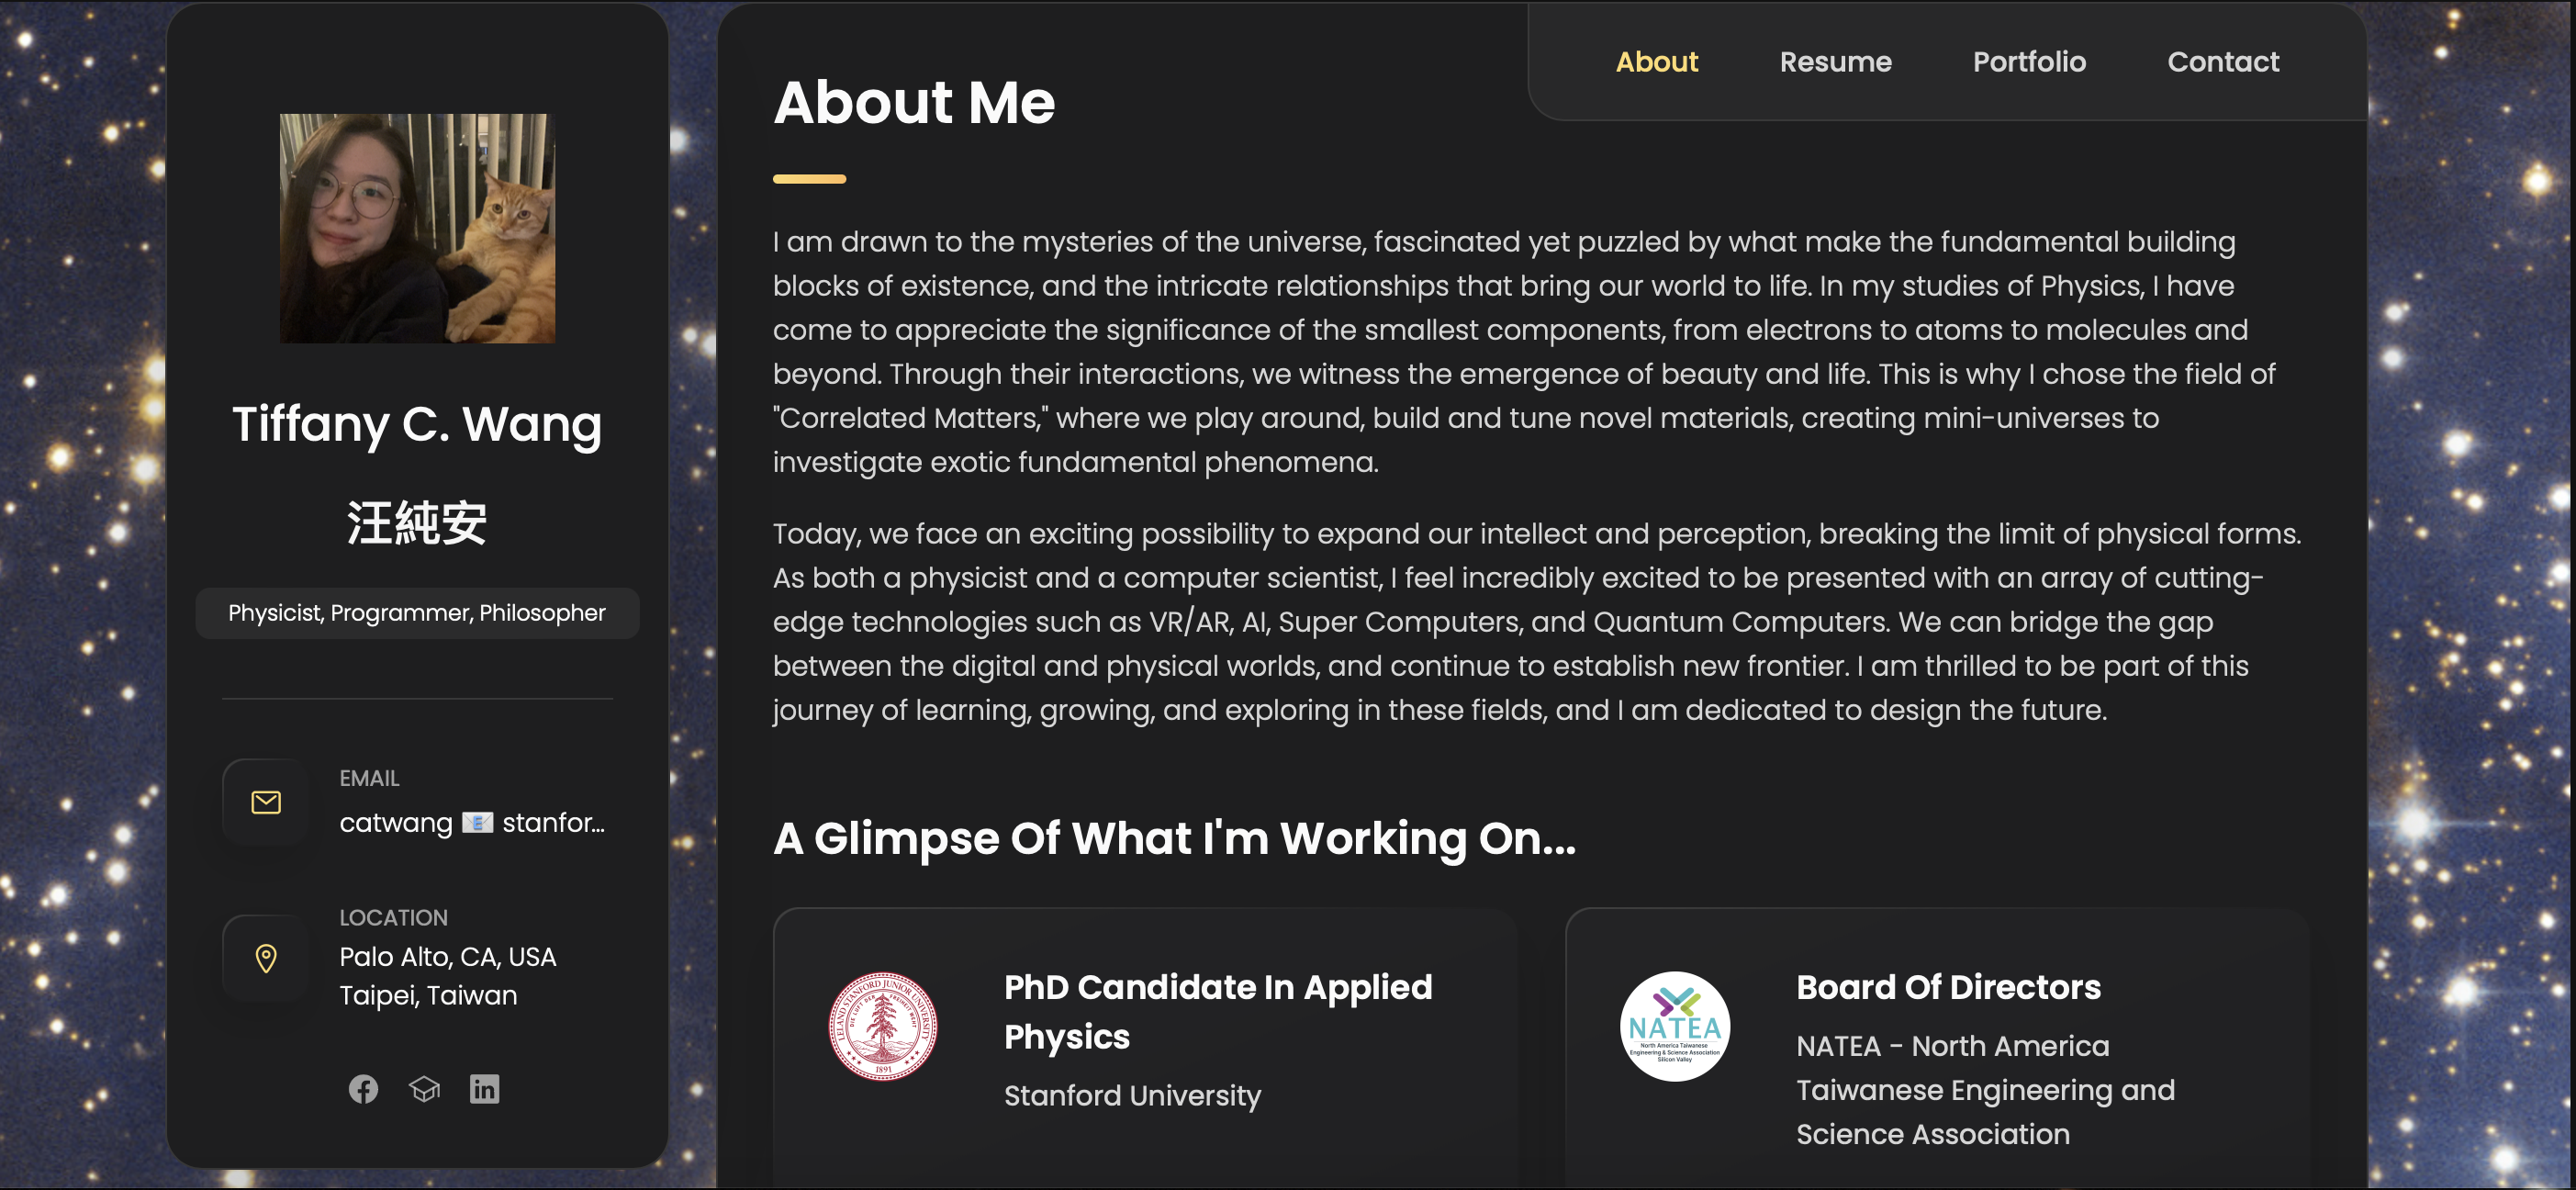 Tiffany C. Wang
汪純安
Physicist, Programmer, Philosopher
EMAIL
catwang 📧 stanfor...
LOCATION
Palo Alto, CA, USA
Taipei, Taiwan
About
Resume
Portfolio
Contact
About Me
I am drawn to the mysteries of the universe, fascinated yet puzzled by what make the fundamental building
blocks of existence, and the intricate relationships that bring our world to life. In my studies of Physics, I have
come to appreciate the significance of the smallest components, from electrons to atoms to molecules and
beyond. Through their interactions, we witness the emergence of beauty and life. This is why I chose the field of
"Correlated Matters," where we play around, build and tune novel materials, creating mini-universes to
investigate exotic fundamental phenomena.
Today, we face an exciting possibility to expand our intellect and perception, breaking the limit of physical forms.
As both a physicist and a computer scientist, I feel incredibly excited to be presented with an array of cutting-
edge technologies such as VR/AR, AI, Super Computers, and Quantum Computers. We can bridge the gap
between the digital and physical worlds, and continue to establish new frontier. I am thrilled to be part of this
journey of learning, growing, and exploring in these fields, and I am dedicated to design the future.
A Glimpse Of What I'm Working On...
LELAND STANFORD JUNIOR UNIVERSITY
DIE LUFT DER FREIHEIT WEHT
1891
PhD Candidate In Applied
Physics
Stanford University
NATEA
North America Taiwanese
Engineering & Science Association
Silicon Valley
Board Of Directors
NATEA - North America
Taiwanese Engineering and
Science Association